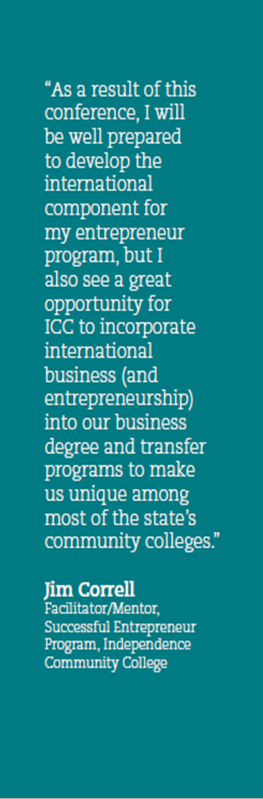 “As a result of this
conference, I will
be well prepared
to develop the
international
component for
my entrepreneur
program, but I
also see a great
opportunity for
ICC to incorporate
international
business (and
entrepreneurship)
into our business
degree and transfer
programs to make
us unique among
most of the state’s
community colleges.”
Jim Correll
Facilitator/Mentor,
Successful Entrepreneur
Program, Independence
Community College